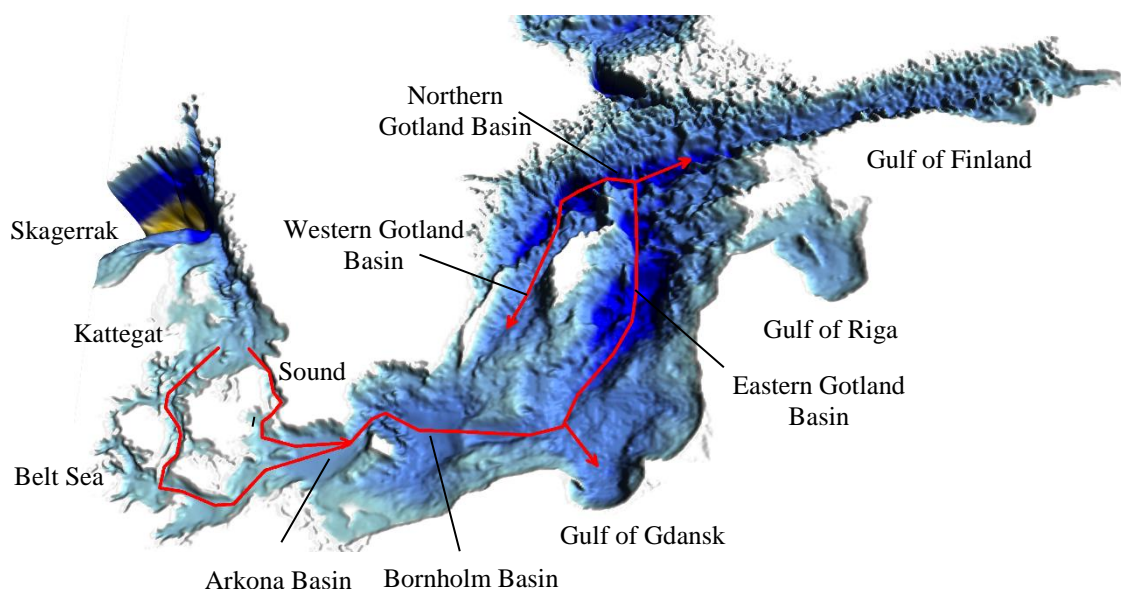 Northern
Gotland Basin
Gulf of Finland
Skagerrak
Western Gotland
Basin
Kattegat
Gulf of Riga
Sound
Eastern Gotland
Basin
Belt Sea
Gulf of Gdansk
Arkona Basin
Bornholm Basin